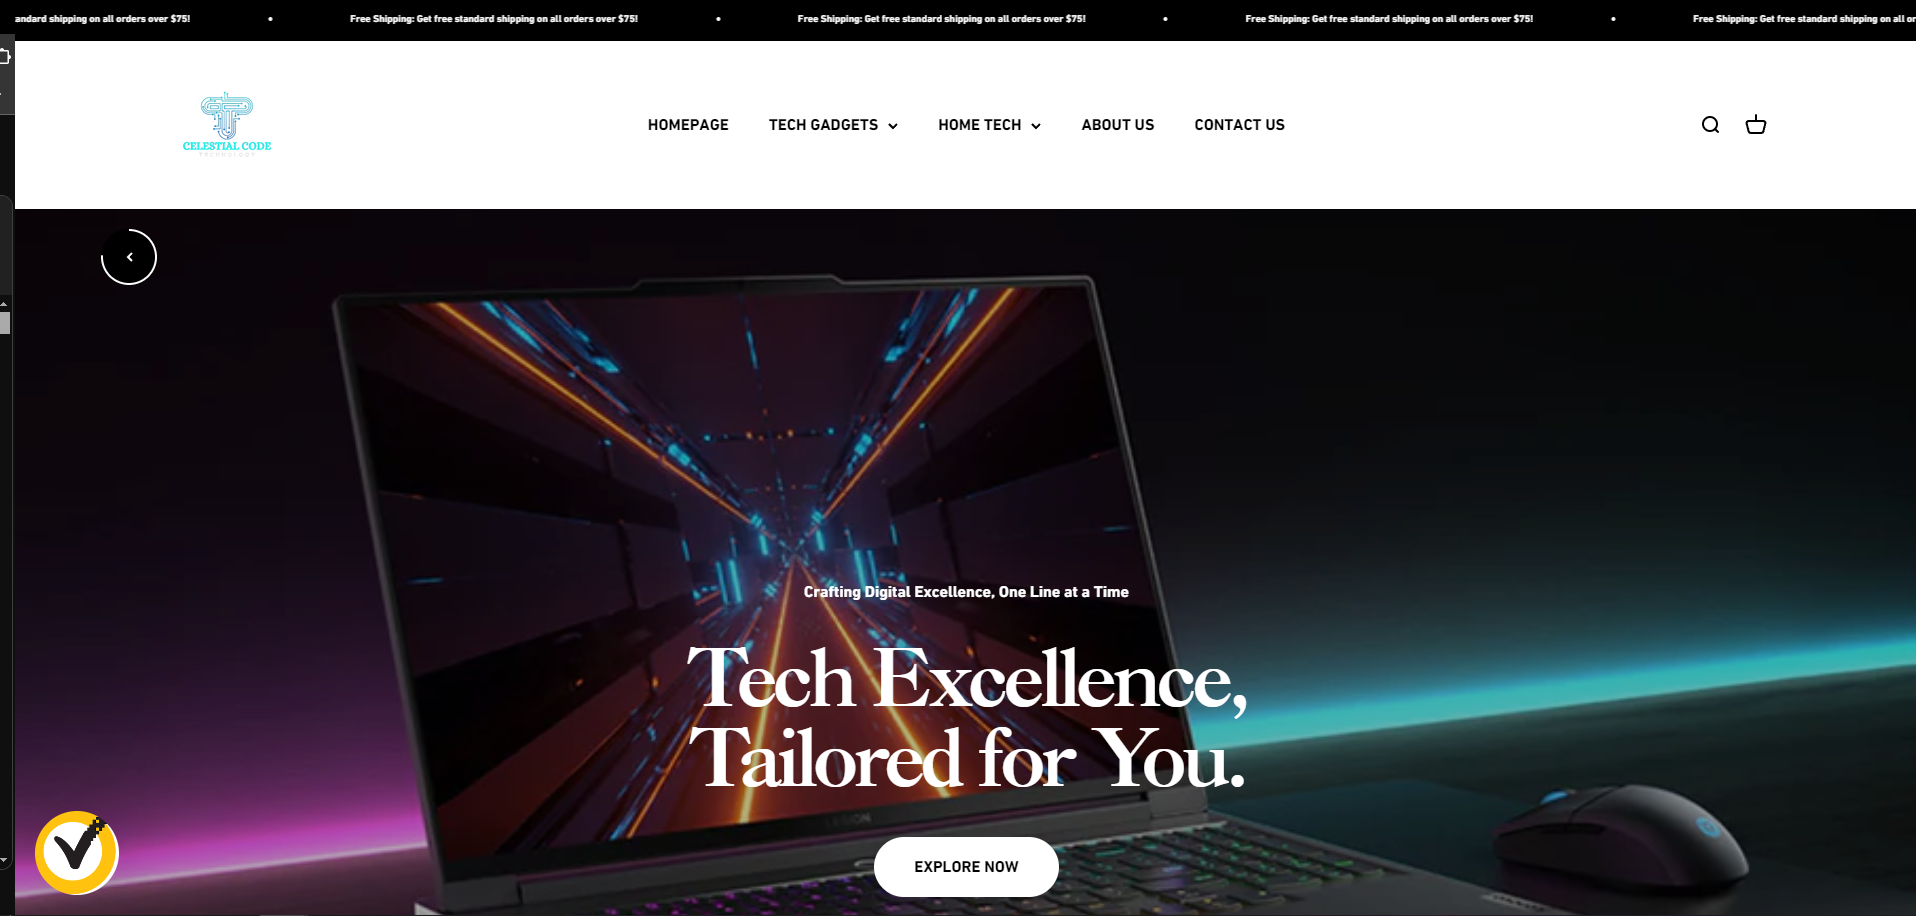 andard shipping on all orders over $75! • Free Shipping: Get free standard shipping on all orders over $75! • Free Shipping: Get free standard shipping on all orders over $75! • Free Shipping: Get free standard shipping on all orders over $75! • Free Shipping: Get free standard shipping on all or
CELESTIAL CODE
TECHNOLOGY
HOMEPAGE TECH GADGETS HOME TECH ABOUT US CONTACT US
Crafting Digital Excellence, One Line at a Time
Tech Excellence,
Tailored for You.
LEGION
EXPLORE NOW